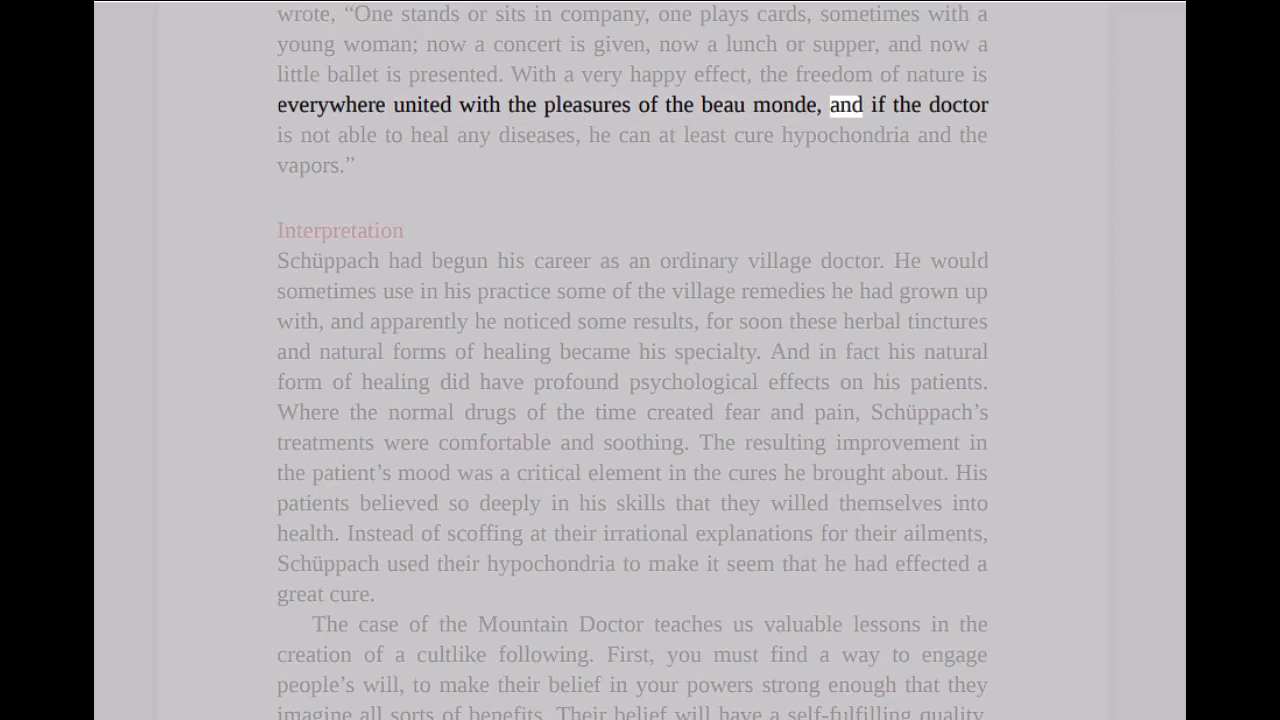 wrote, “One stands or sits in company, one plays cards, sometimes with a
young woman; now a concert is given, now a lunch or supper, and now a
little ballet is presented. With a very happy effect, the freedom of nature is
everywhere united with the pleasures of the beau monde, and if the doctor
is not able to heal any diseases, he can at least cure hypochondria and the
vapors.”
Interpretation
Schüppach had begun his career as an ordinary village doctor. He would
sometimes use in his practice some of the village remedies he had grown up
with, and apparently he noticed some results, for soon these herbal tinctures
and natural forms of healing became his specialty. And in fact his natural
form of healing did have profound psychological effects on his patients.
Where the normal drugs of the time created fear and pain, Schüppach’s
treatments were comfortable and soothing. The resulting improvement in
the patient’s mood was a critical element in the cures he brought about. His
patients believed so deeply in his skills that they willed themselves into
health. Instead of scoffing at their irrational explanations for their ailments,
Schüppach used their hypochondria to make it seem that he had effected a
great cure.
The case of the Mountain Doctor teaches us valuable lessons in the
creation of a cultlike following. First, you must find a way to engage
people’s will, to make their belief in your powers strong enough that they
imagine all sorts of benefits. Their belief will have a self-fulfilling quality,